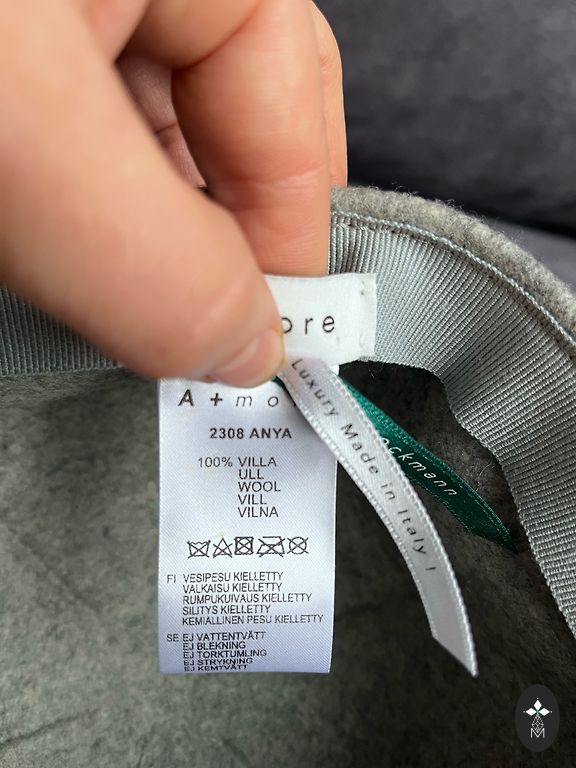 ore
A + mo
2308 ANYA
100% VILLA
ULL
WOOL
VILL
VILNA
FI VESIPESU KIELLETTY
VALKAISU KIELLETTY
RUMPUKUIVAUS KIELLETTY
SILITYS KIELLETTY
KEMIALLINEN PESU KIELLETTY
SE EJ VATTENTVÄTT
EJ BLEKNING
EJ TORKTUMLING
EJ STRYKNING
EJ KEMTVÄTT
Luxury Made in Italy !
ockmann
M